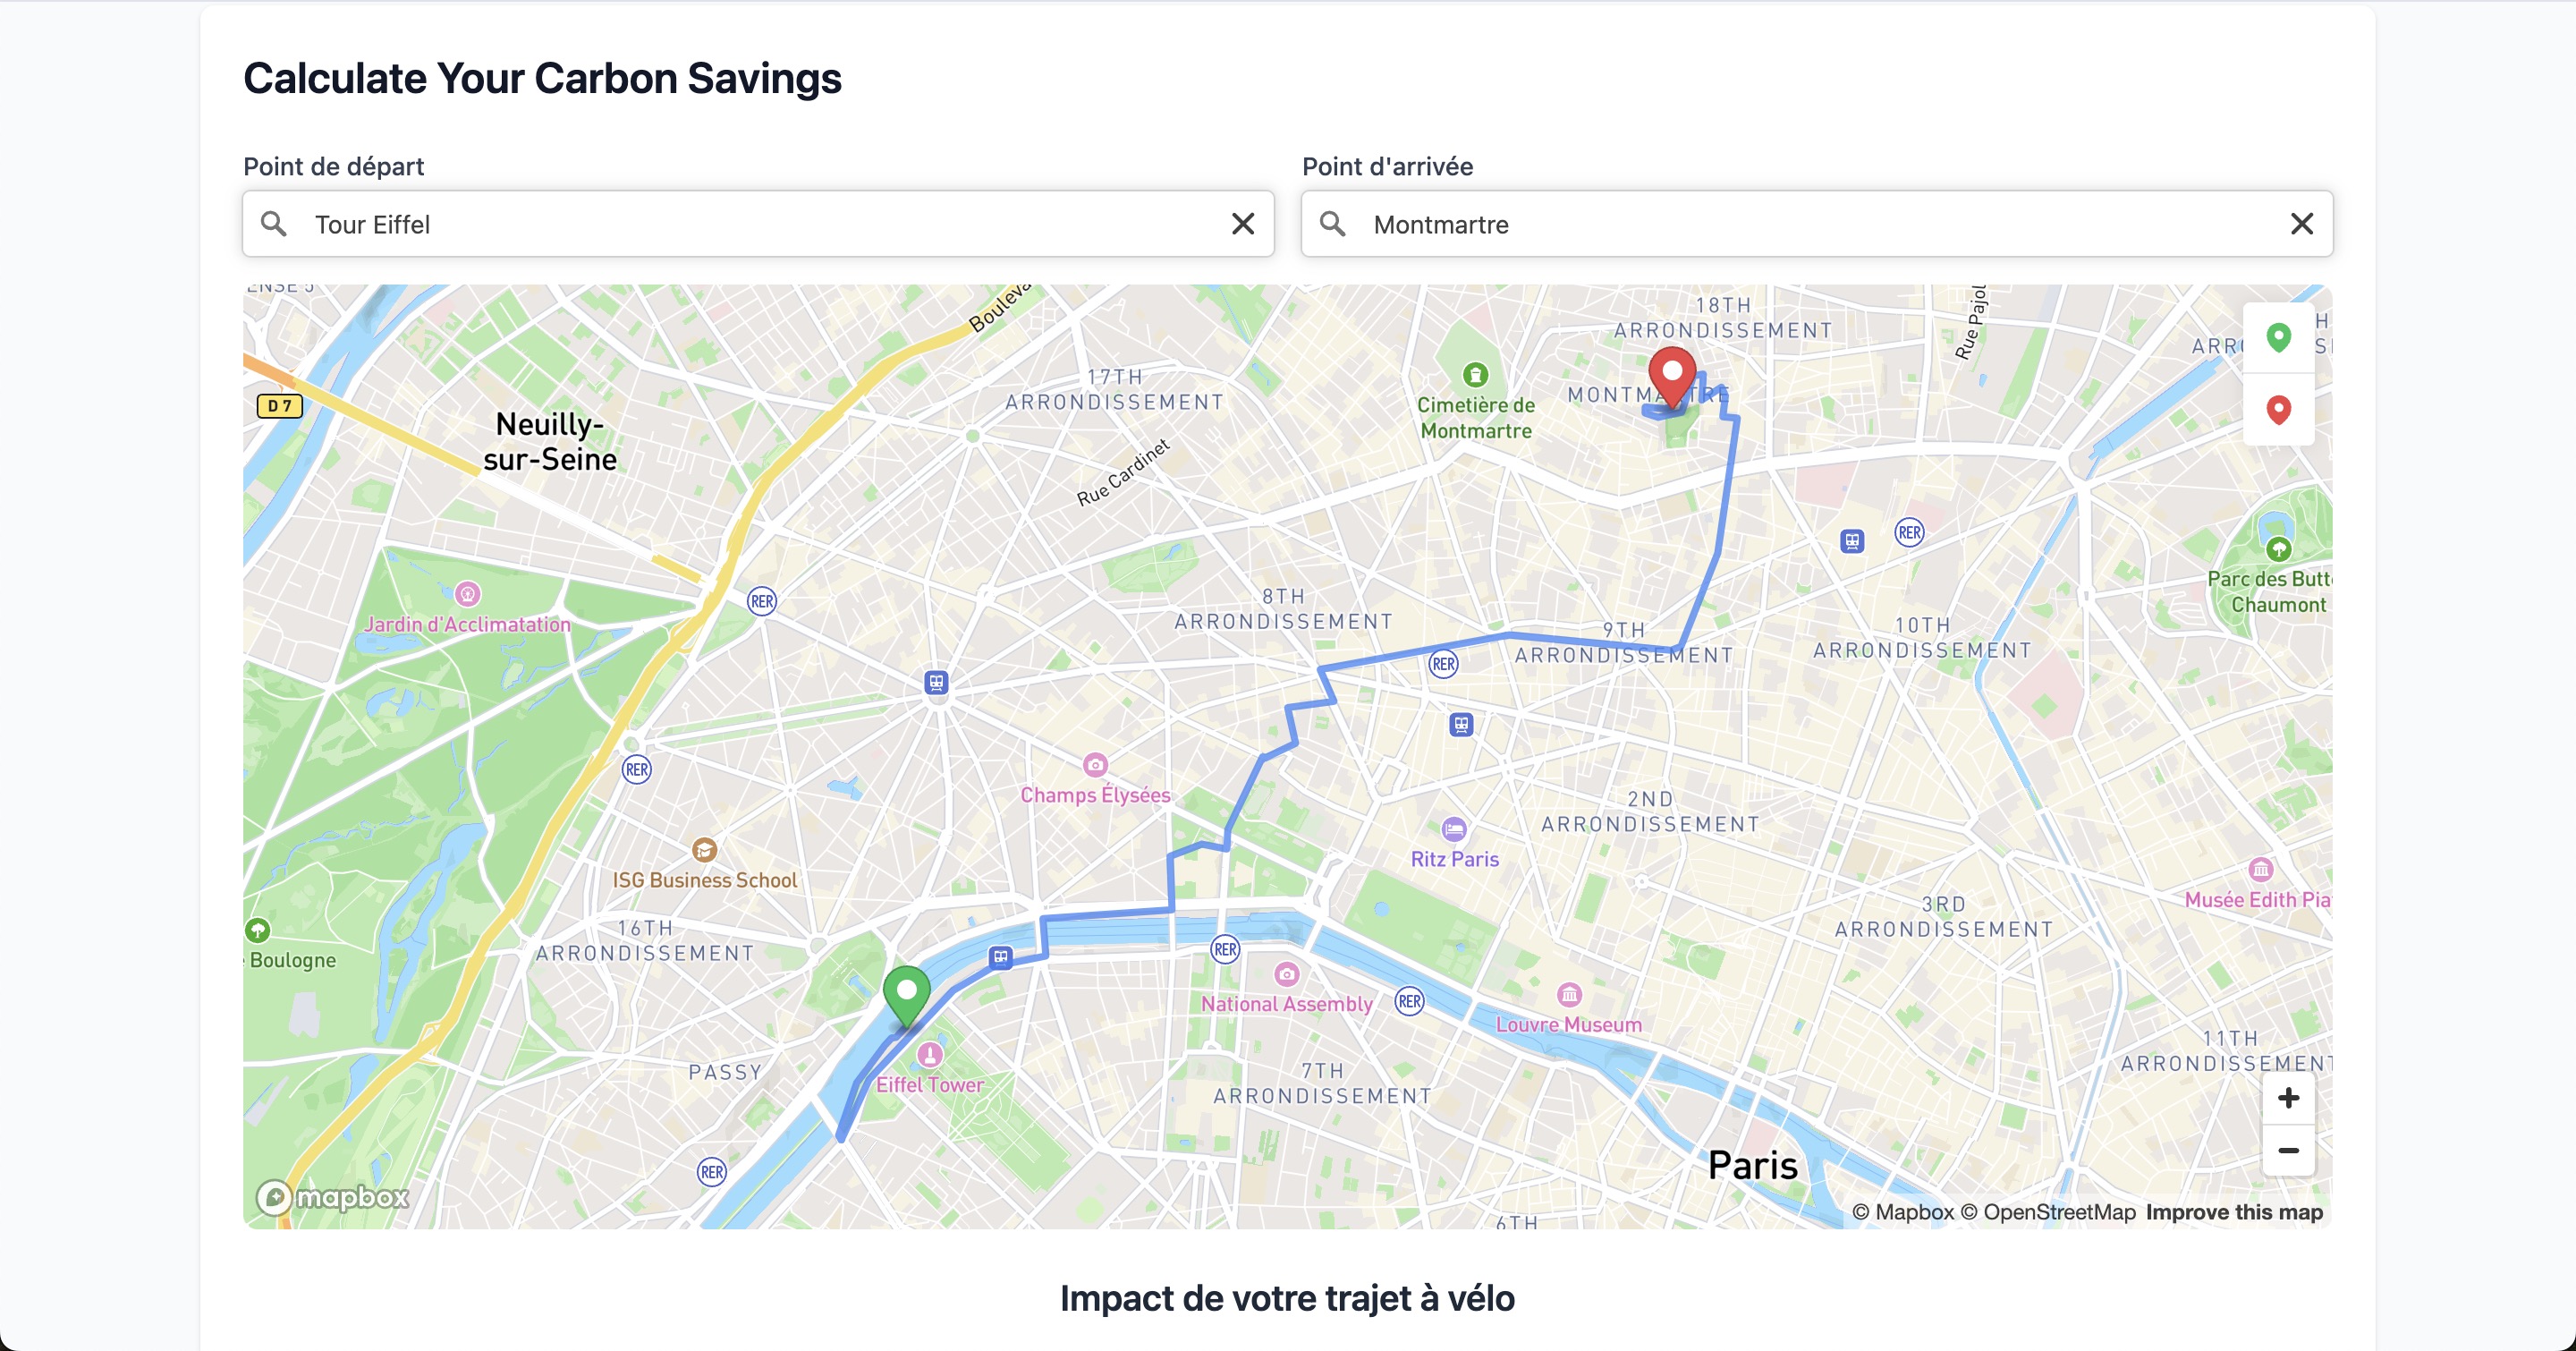 Calculate Your Carbon Savings
Point de départ
Point d'arrivée
Tour Eiffel
Montmartre
Bouleva
Rue Pajol
18TH
ARRONDISSEMENT
17TH
ARRONDISSEMENT
MONTMARTRE
D 7
Neuilly-
sur-Seine
Cimetière de
Montmartre
Rue Cardinet
RER
Parc des Butt
Chaumont
Jardin d'Acclimatation
RER
8TH
ARRONDISSEMENT
9TH
ARRONDISSEMENT
10TH
ARRONDISSEMENT
RER
RER
Champs Élysées
2ND
ARRONDISSEMENT
Ritz Paris
ISG Business School
Musée Edith Pia
16TH
ARRONDISSEMENT
3RD
ARRONDISSEMENT
Boulogne
RER
National Assembly
RER
Louvre Museum
11TH
ARRONDISSEMENT
PASSY
Eiffel Tower
7TH
ARRONDISSEMENT
RER
Paris
6TH
mapbox
© Mapbox © OpenStreetMap Improve this map
Impact de votre trajet à vélo